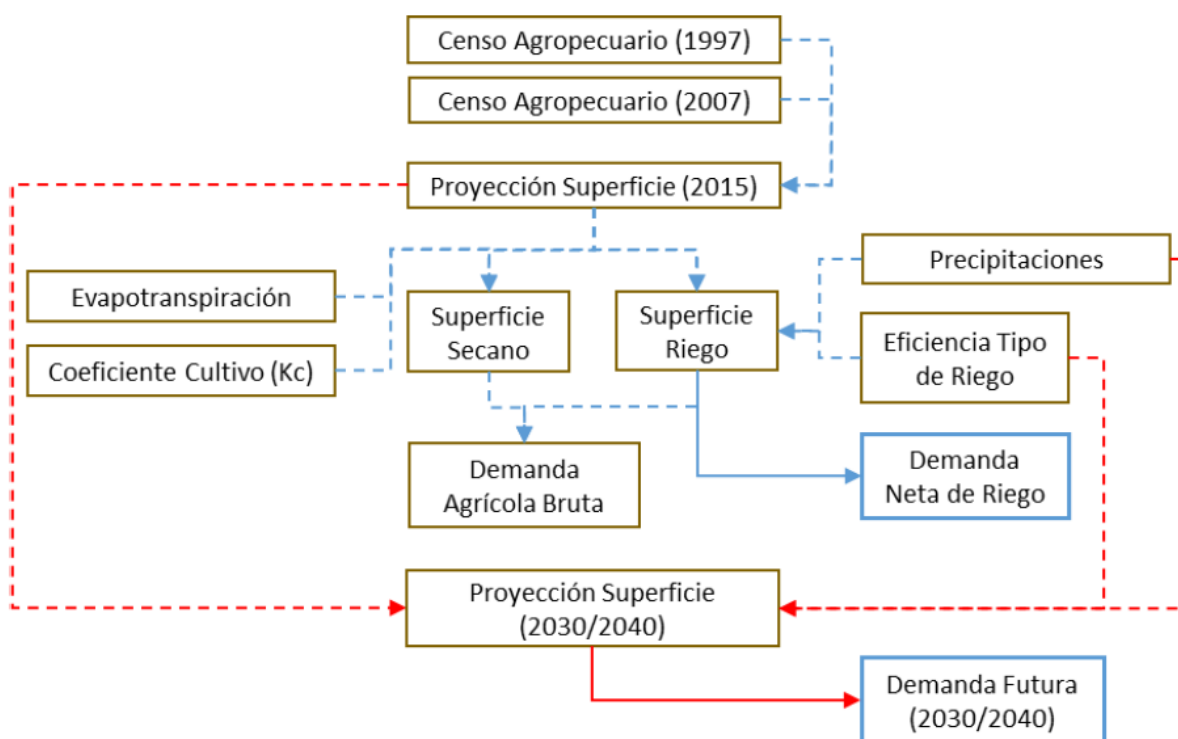 Censo Agropecuario (1997)
Censo Agropecuario (2007)
Proyección Superficie (2015)
Precipitaciones
Evapotranspiración
Superficie
Secano
Superficie
Riego
Eficiencia Tipo
de Riego
Coeficiente Cultivo (Kc)
Demanda
Agrícola Bruta
Demanda
Neta de Riego
Proyección Superficie
(2030/2040)
Demanda Futura
(2030/2040)